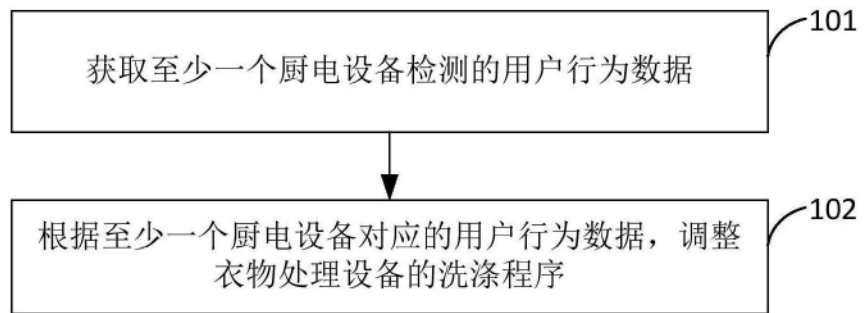 101
获取至少一个厨电设备检测的用户行为数据
102
根据至少一个厨电设备对应的用户行为数据，调整
衣物处理设备的洗涤程序